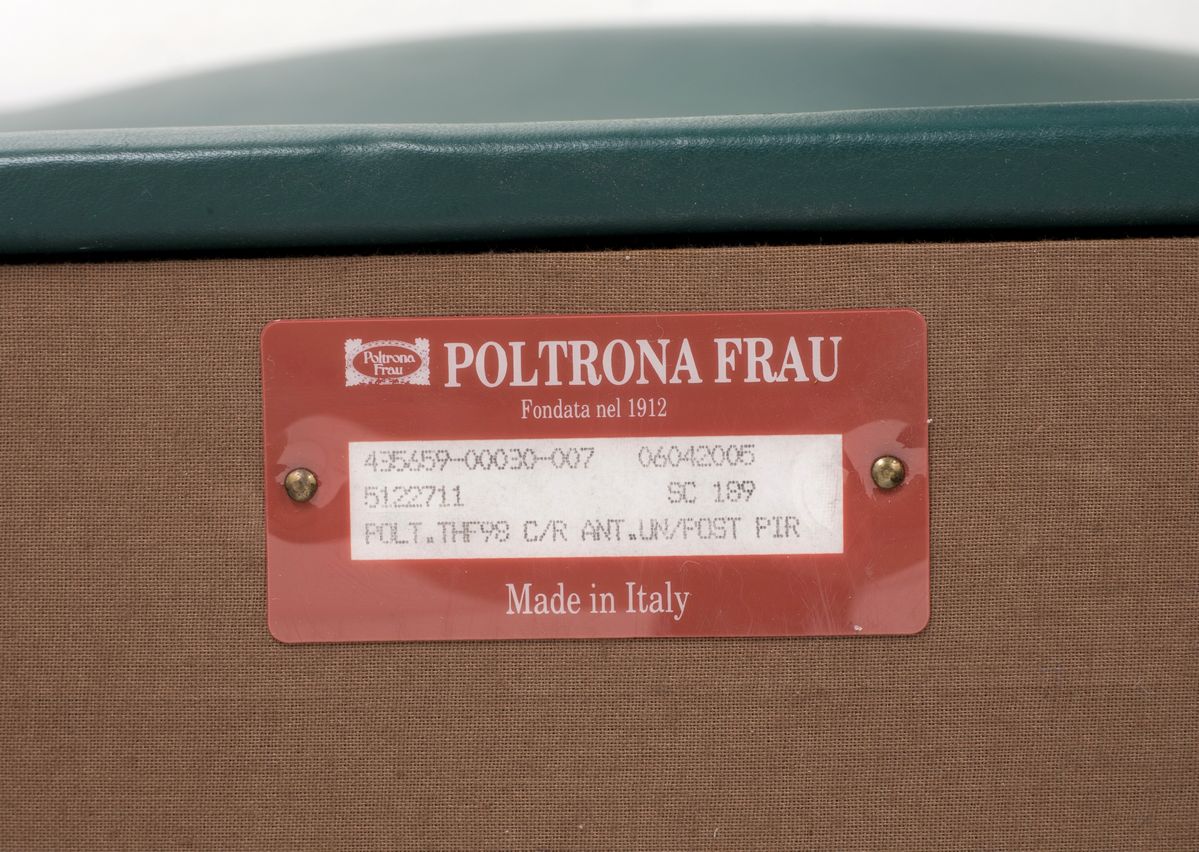 Poltrona
Frau
POLTRONA FRAU
Fondata nel 1912
435659-00030-007 06042005
5122711 SC 189
POLT.THF98 C/R ANT.UN/POST PIR
Made in Italy